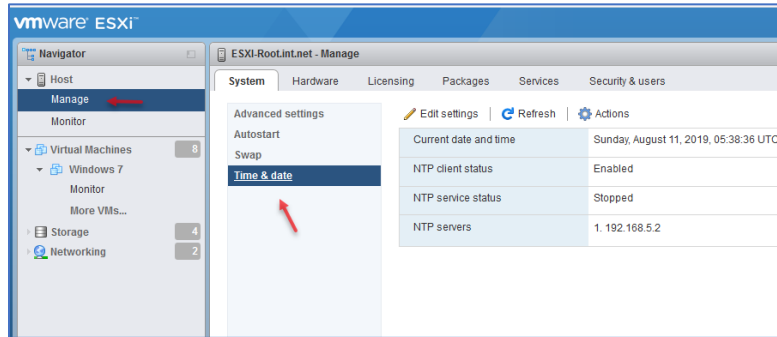 vmware ESXi™
Navigator
ESXI-Root.int.net - Manage
Host
Manage
Monitor
Virtual Machines 8
Windows 7
Monitor
More VMs...
Storage 4
Networking 2
System Hardware Licensing Packages Services Security & users
Advanced settings
Autostart
Swap
Time & date
Edit settings Refresh Actions
Current date and time Sunday, August 11, 2019, 05:38:36 UTC
NTP client status Enabled
NTP service status Stopped
NTP servers 1. 192.168.5.2